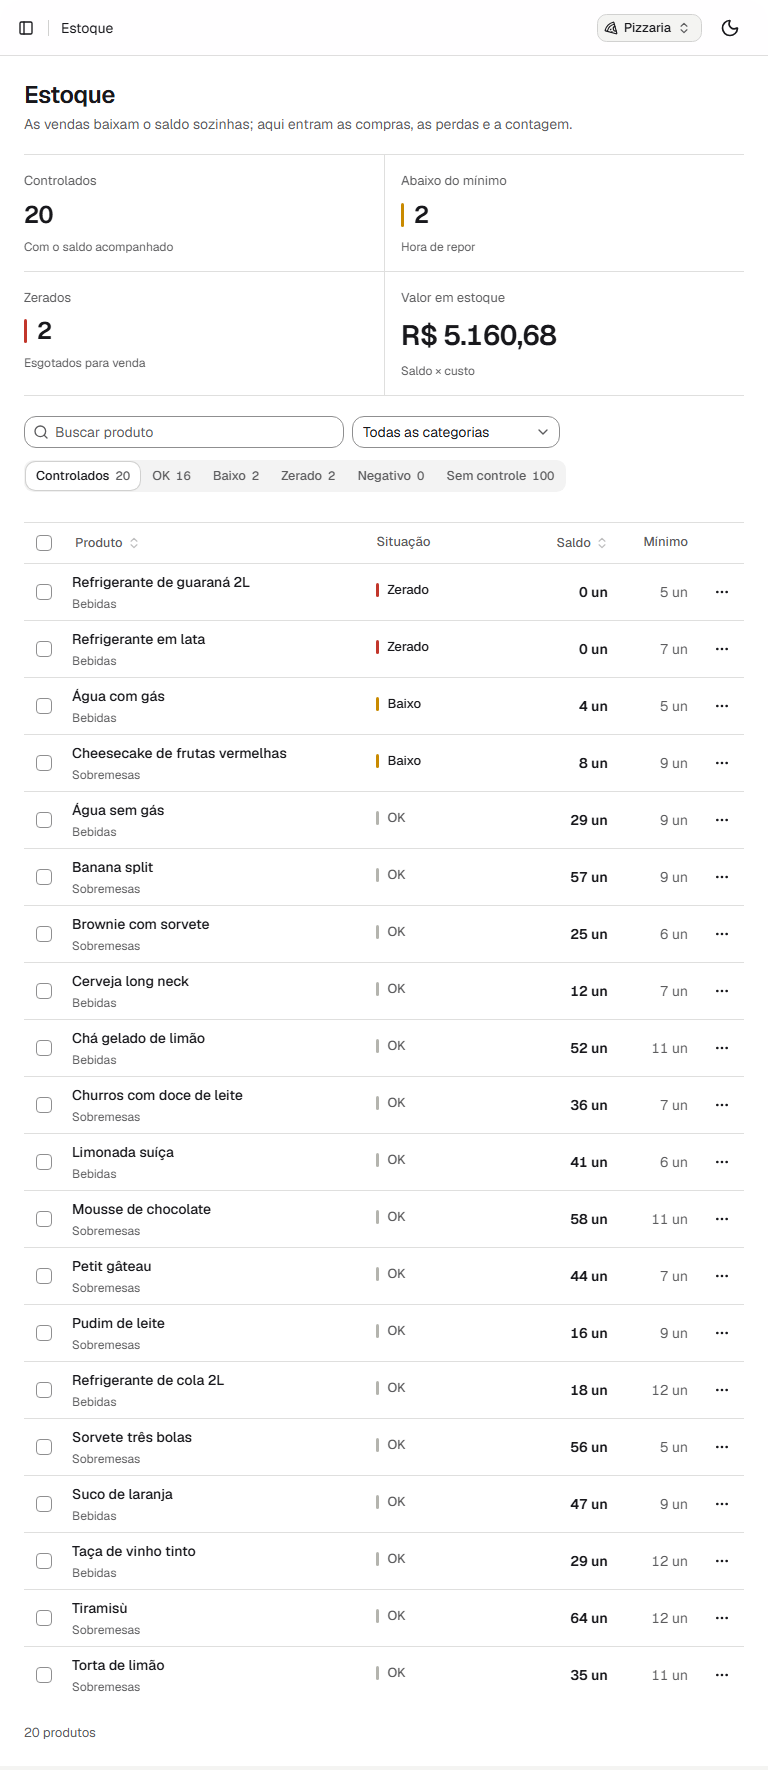 Estoque
Pizzaria
Estoque
As vendas baixam o saldo sozinhas; aqui entram as compras, as perdas e a contagem.
Controlados
20
Com o saldo acompanhado
Abaixo do mínimo
2
Hora de repor
Zerados
2
Esgotados para venda
Valor em estoque
R$ 5.160,68
Saldo × custo
Buscar produto
Todas as categorias
Controlados 20 OK 16 Baixo 2 Zerado 2 Negativo 0 Sem controle 100
Produto Situação Saldo Mínimo
Refrigerante de guaraná 2L
Bebidas
Zerado 0 un 5 un
Refrigerante em lata
Bebidas
Zerado 0 un 7 un
Água com gás
Bebidas
Baixo 4 un 5 un
Cheesecake de frutas vermelhas
Sobremesas
Baixo 8 un 9 un
Água sem gás
Bebidas
OK 29 un 9 un
Banana split
Sobremesas
OK 57 un 9 un
Brownie com sorvete
Sobremesas
OK 25 un 6 un
Cerveja long neck
Bebidas
OK 12 un 7 un
Chá gelado de limão
Bebidas
OK 52 un 11 un
Churros com doce de leite
Sobremesas
OK 36 un 7 un
Limonada suíça
Bebidas
OK 41 un 6 un
Mousse de chocolate
Sobremesas
OK 58 un 11 un
Petit gâteau
Sobremesas
OK 44 un 7 un
Pudim de leite
Sobremesas
OK 16 un 9 un
Refrigerante de cola 2L
Bebidas
OK 18 un 12 un
Sorvete três bolas
Sobremesas
OK 56 un 5 un
Suco de laranja
Bebidas
OK 47 un 9 un
Taça de vinho tinto
Bebidas
OK 29 un 12 un
Tiramisù
Sobremesas
OK 64 un 12 un
Torta de limão
Sobremesas
OK 35 un 11 un
20 produtos